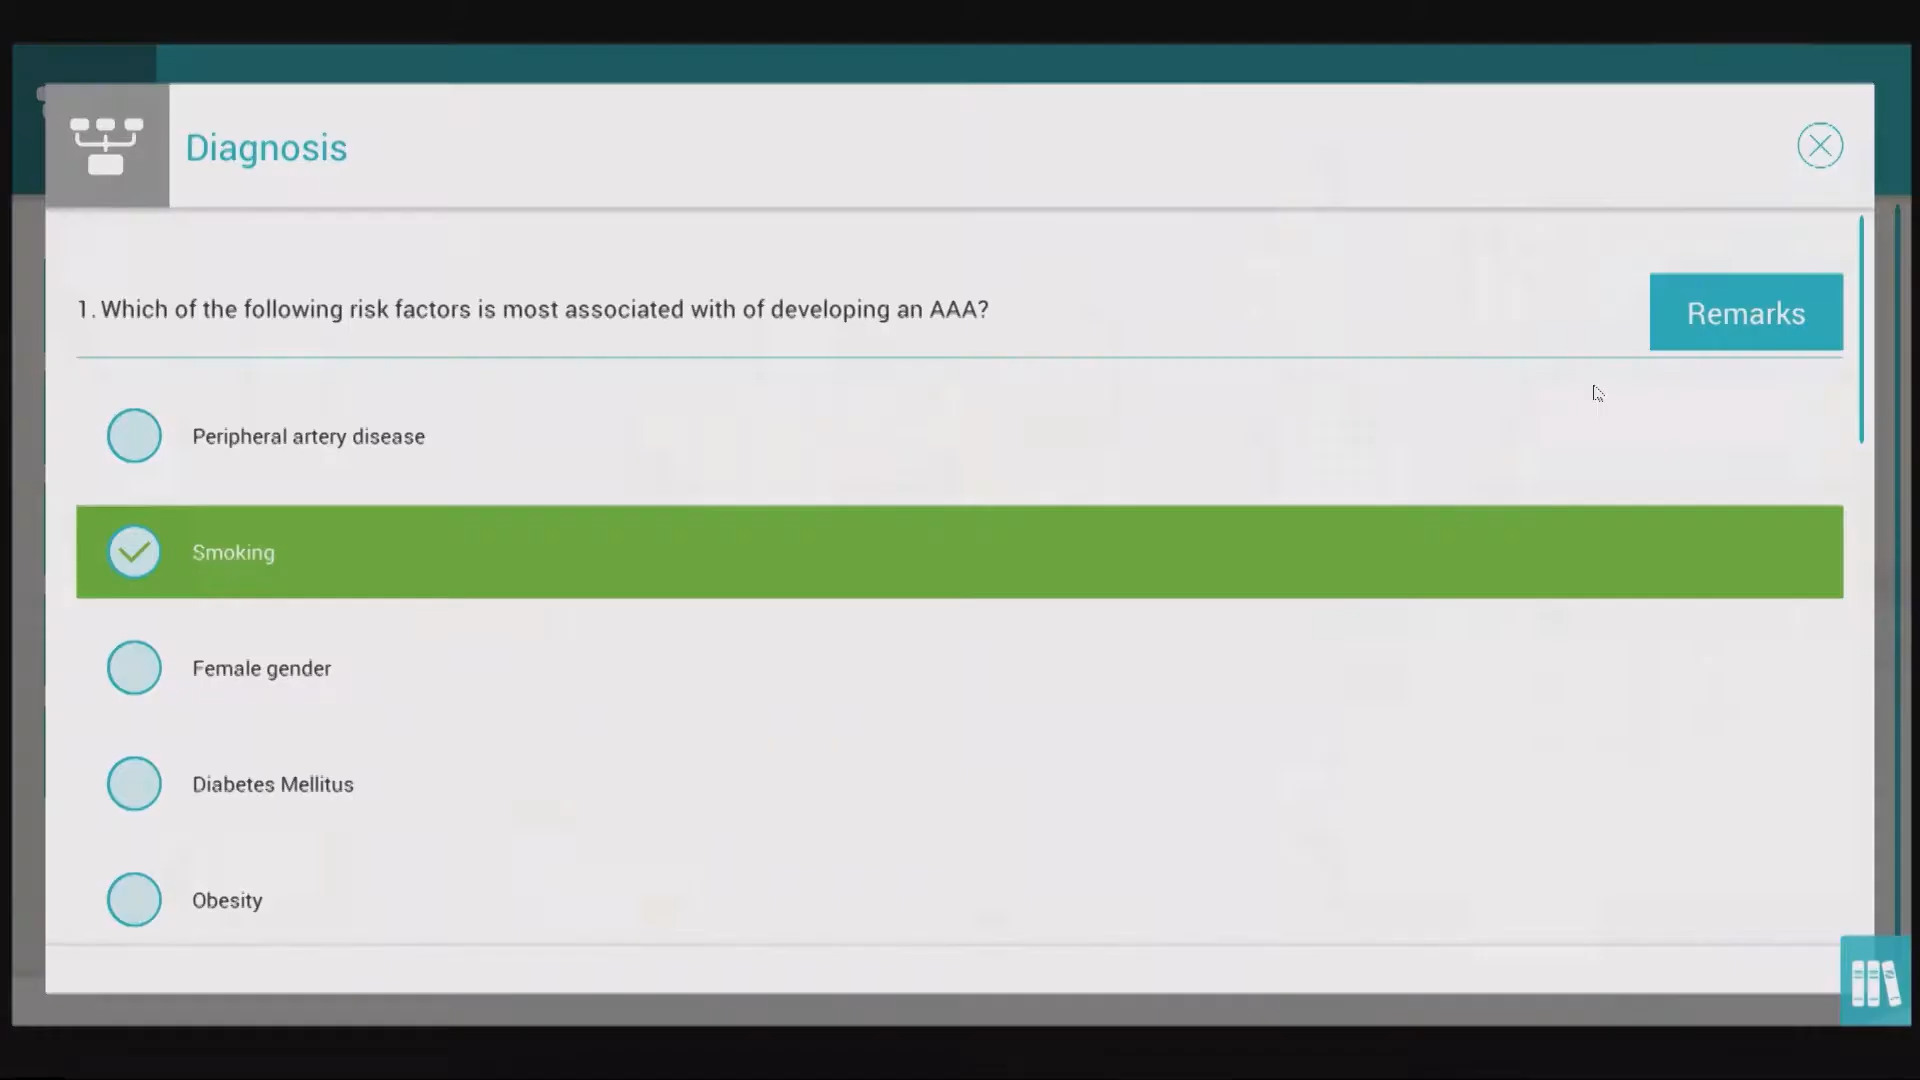 Diagnosis
1. Which of the following risk factors is most associated with of developing an AAA?
Remarks
Peripheral artery disease
Smoking
Female gender
Diabetes Mellitus
Obesity